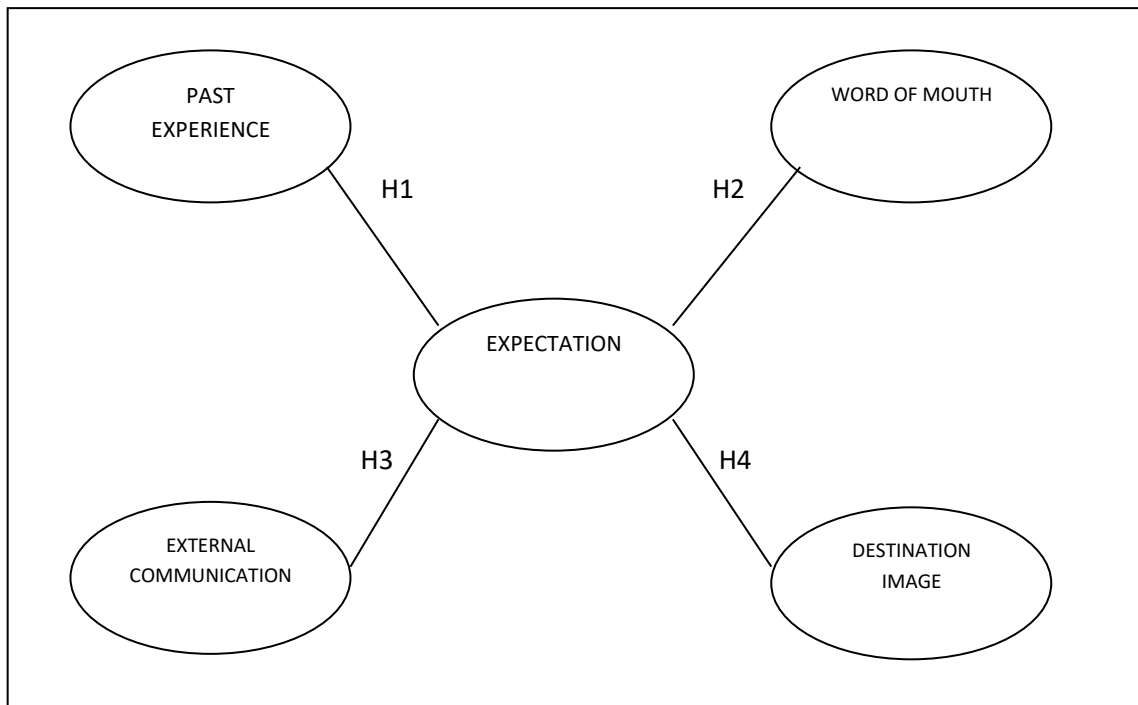 PAST
EXPERIENCE
WORD OF MOUTH
H1
H2
EXPECTATION
H3
H4
EXTERNAL
COMMUNICATION
DESTINATION
IMAGE